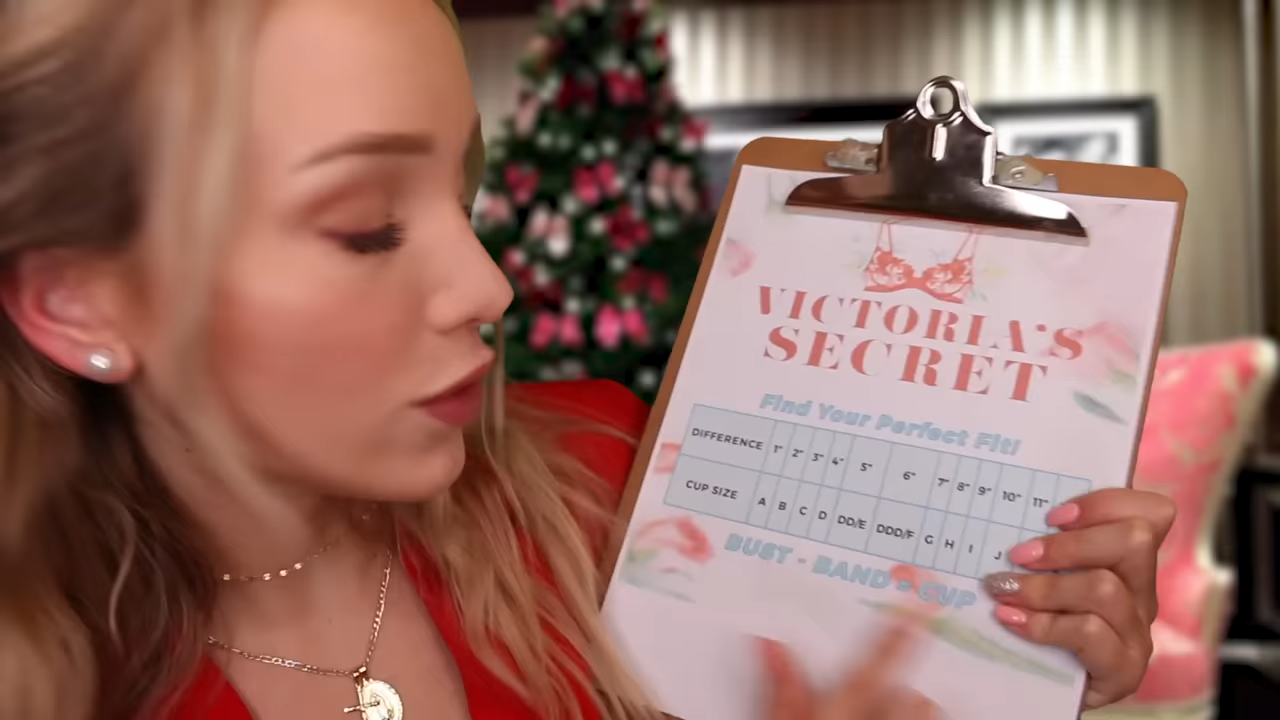 VICTORIA'S
SECRET
Find Your Perfect Fit!
DIFFERENCE 1" 2" 3" 4" 5" 6" 7" 8" 9" 10" 11"
CUP SIZE A B C D DD/E DDD/F G H I J
BUST - BAND = CUP